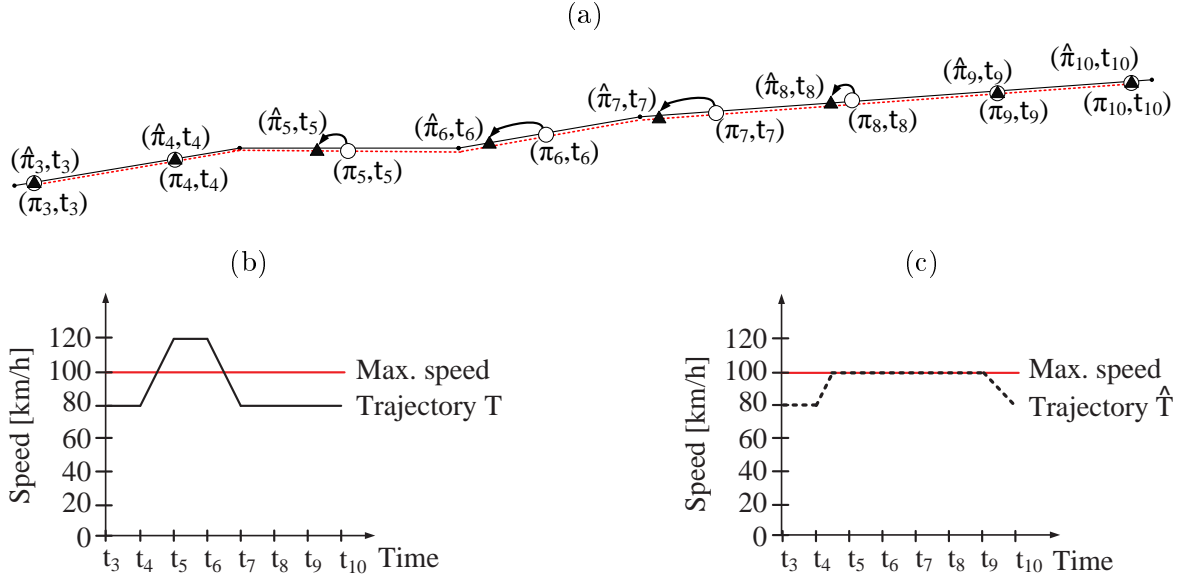 (a)
(π̂₃,t₃)
(π₃,t₃)
(π̂₄,t₄)
(π₄,t₄)
(π̂₅,t₅)
(π₅,t₅)
(π̂₆,t₆)
(π₆,t₆)
(π̂₇,t₇)
(π₇,t₇)
(π̂₈,t₈)
(π₈,t₈)
(π̂₉,t₉)
(π₉,t₉)
(π̂₁₀,t₁₀)
(π₁₀,t₁₀)
(b)
Speed [km/h]
120
100
80
60
40
20
0
Max. speed
Trajectory T
t₃ t₄ t₅ t₆ t₇ t₈ t₉ t₁₀ Time
(c)
Speed [km/h]
120
100
80
60
40
20
0
Max. speed
Trajectory T̂
t₃ t₄ t₅ t₆ t₇ t₈ t₉ t₁₀ Time